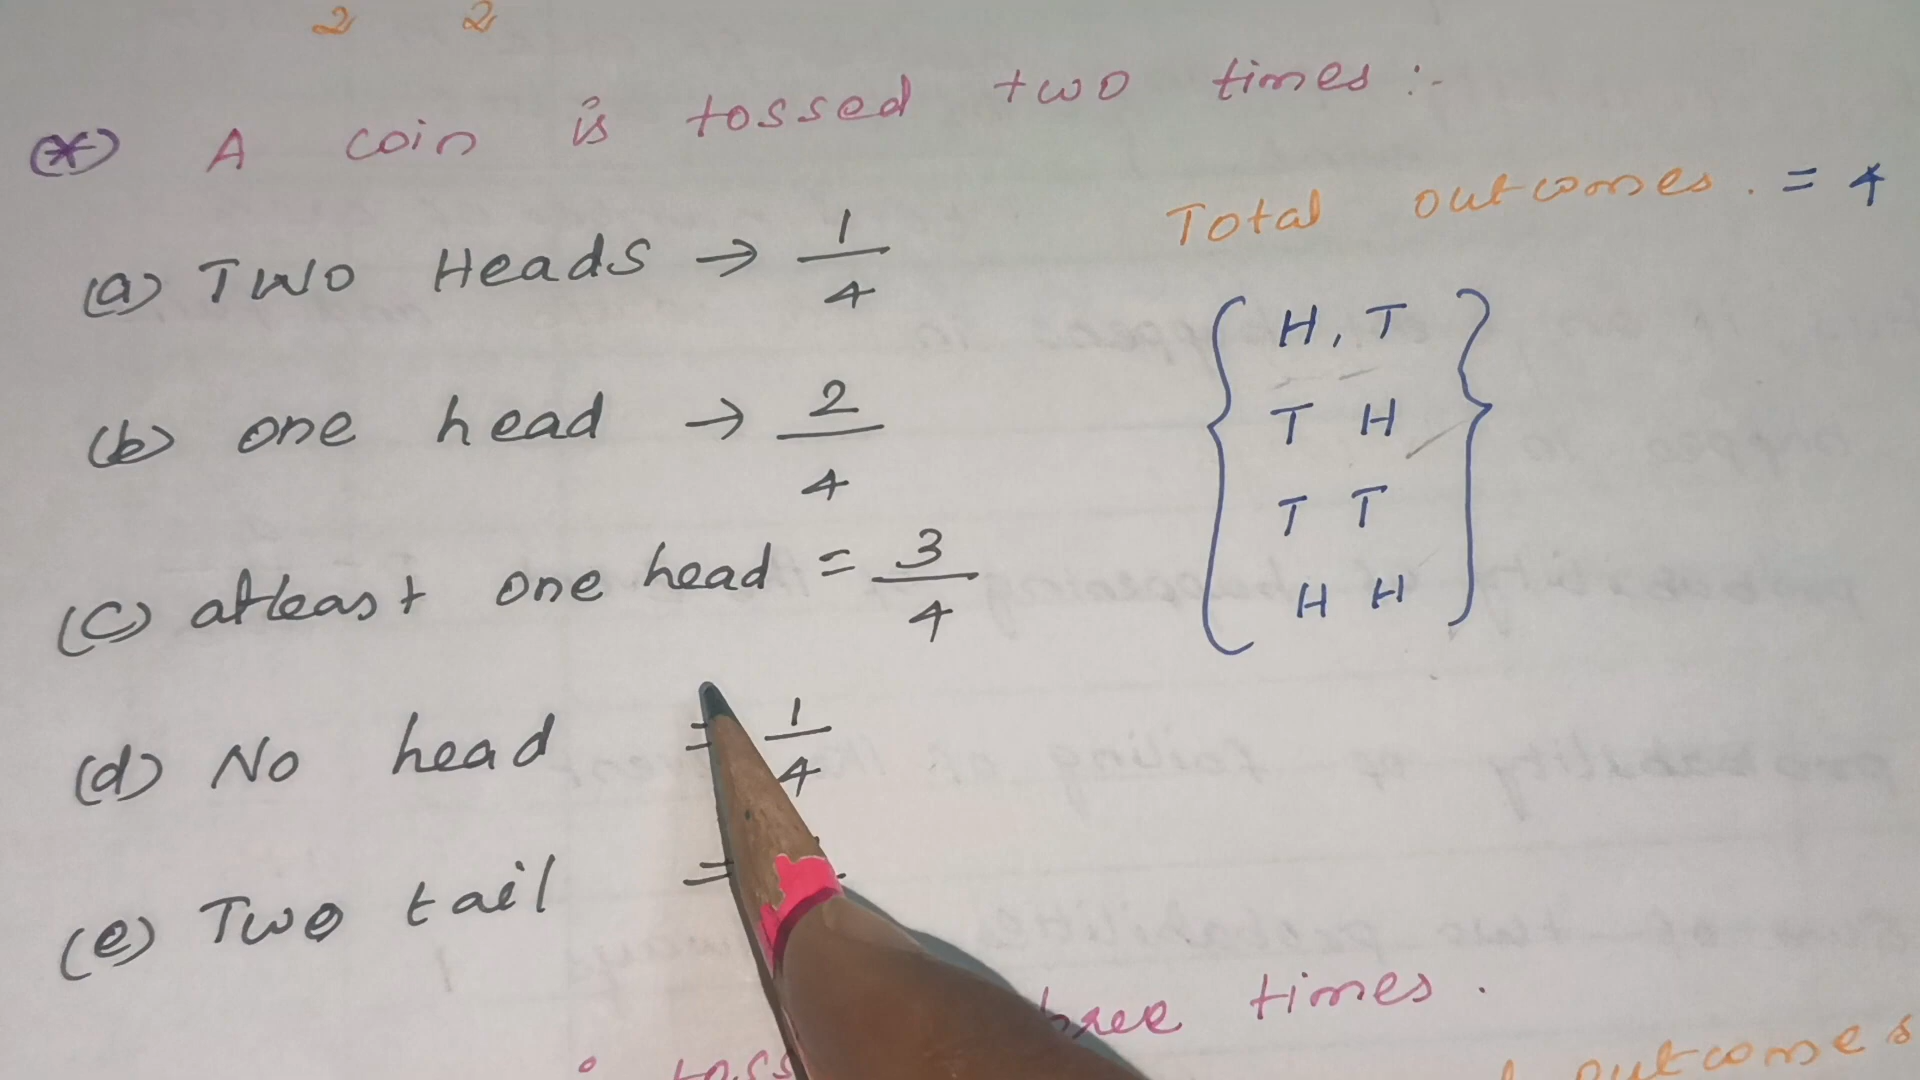 2 2
(*) A coin is tossed two times :-
Total outcomes. = 4
(a) Two Heads → 1/4
(b) one head → 2/4
(c) atleast one head = 3/4
(d) No head = 1/4
(e) Two tail =
{ H, T
T H
T T
H H }
times.
outcomes